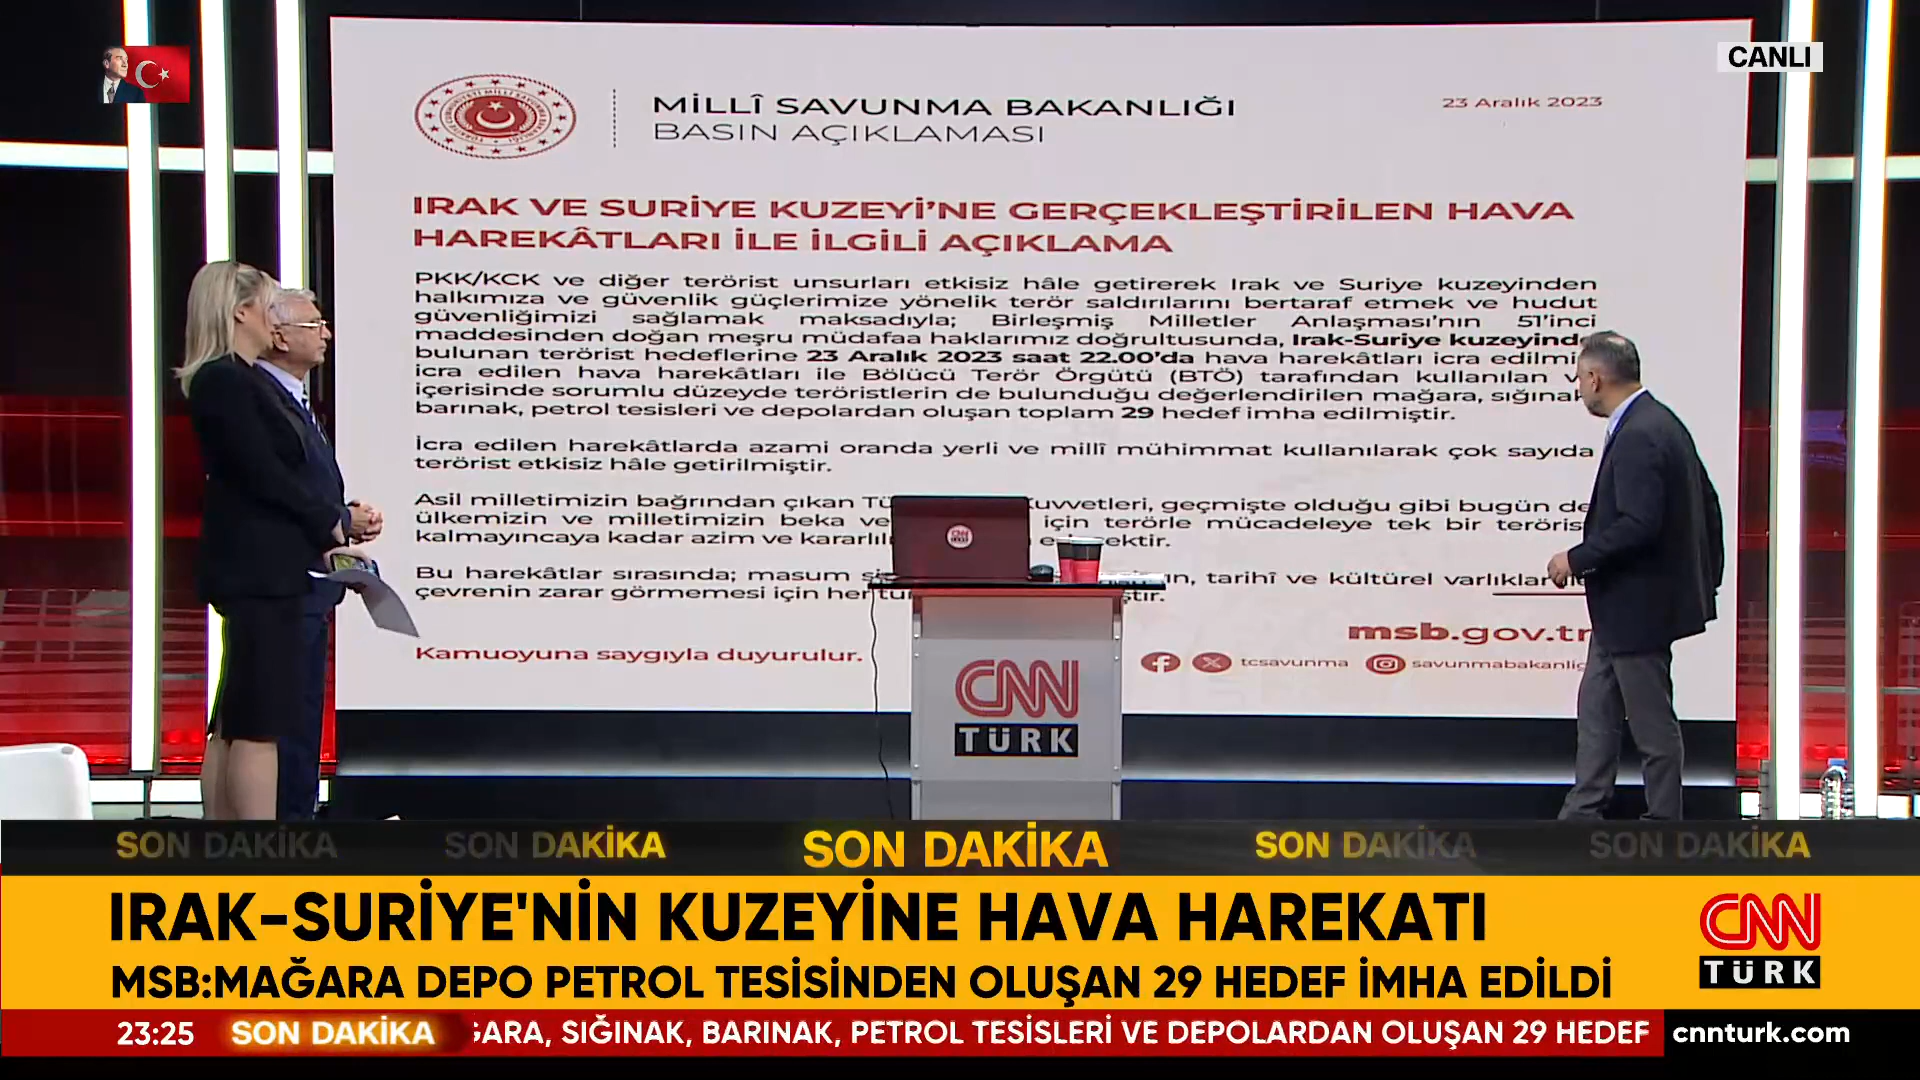 CANLI
MİLLÎ SAVUNMA BAKANLIĞI
BASIN AÇIKLAMASI
23 Aralık 2023
IRAK VE SURİYE KUZEYİ'NE GERÇEKLEŞTİRİLEN HAVA
HAREKÂTLARI İLE İLGİLİ AÇIKLAMA
PKK/KCK ve diğer terörist unsurları etkisiz hâle getirerek Irak ve Suriye kuzeyinden
halkımıza ve güvenlik güçlerimize yönelik terör saldırılarını bertaraf etmek ve hudut
güvenliğimizi sağlamak maksadıyla; Birleşmiş Milletler Anlaşması'nın 51'inci
maddesinden doğan meşru müdafaa haklarımız doğrultusunda, Irak-Suriye kuzeyinde
bulunan terörist hedeflerine 23 Aralık 2023 saat 22.00'da hava harekâtları icra
icra edilen hava harekâtları ile Bölücü Terör Örgütü (BTÖ) tarafından kullanılan
içerisinde sorumlu düzeyde teröristlerin de bulunduğu değerlendirilen mağara, sığınak
barınak, petrol tesisleri ve depolardan oluşan toplam 29 hedef imha edilmiştir.
İcra edilen harekâtlarda azami oranda yerli ve millî mühimmat kullanılarak çok sayıda
terörist etkisiz hâle getirilmiştir.
Asil milletimizin bağrından çıkan Kuvvetleri, geçmişte olduğu gibi bugün de
ülkemizin ve milletimizin beka ve için terörle mücadeleye tek bir terörist
kalmayıncaya kadar azim ve
Bu harekâtlar sırasında; masum tarihî ve kültürel
çevrenin zarar görmemesi için her
msb.gov.tr
Kamuoyuna saygıyla duyurulur.
tcsavunma savunmabakanlig
CNN
TÜRK
SON DAKİKA SON DAKİKA SON DAKİKA SON DAKİKA SON DAKİKA
IRAK-SURİYE'NİN KUZEYİNE HAVA HAREKATI
MSB:MAĞARA DEPO PETROL TESİSİNDEN OLUŞAN 29 HEDEF İMHA EDİLDİ
CNN
TÜRK
23:25 SON DAKİKA ĞARA, SIĞINAK, BARINAK, PETROL TESİSLERİ VE DEPOLARDAN OLUŞAN 29 HEDEF cnnturk.com